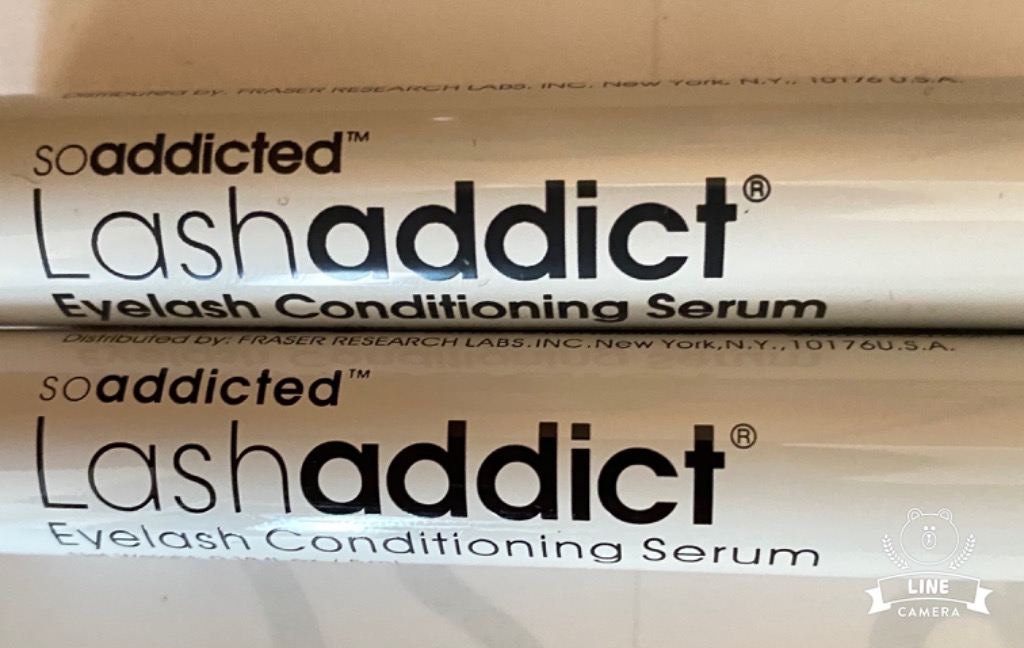 Distributed by: FRASER RESEARCH LABS, INC. New York, N.Y., 10176 U.S.A.
soaddicted™
Lashaddict®
Eyelash Conditioning Serum
Distributed by: FRASER RESEARCH LABS.INC.New York,N.Y.,10176U.S.A.
soaddicted™
Lashaddict®
Eyelash Conditioning Serum
LINE
CAMERA